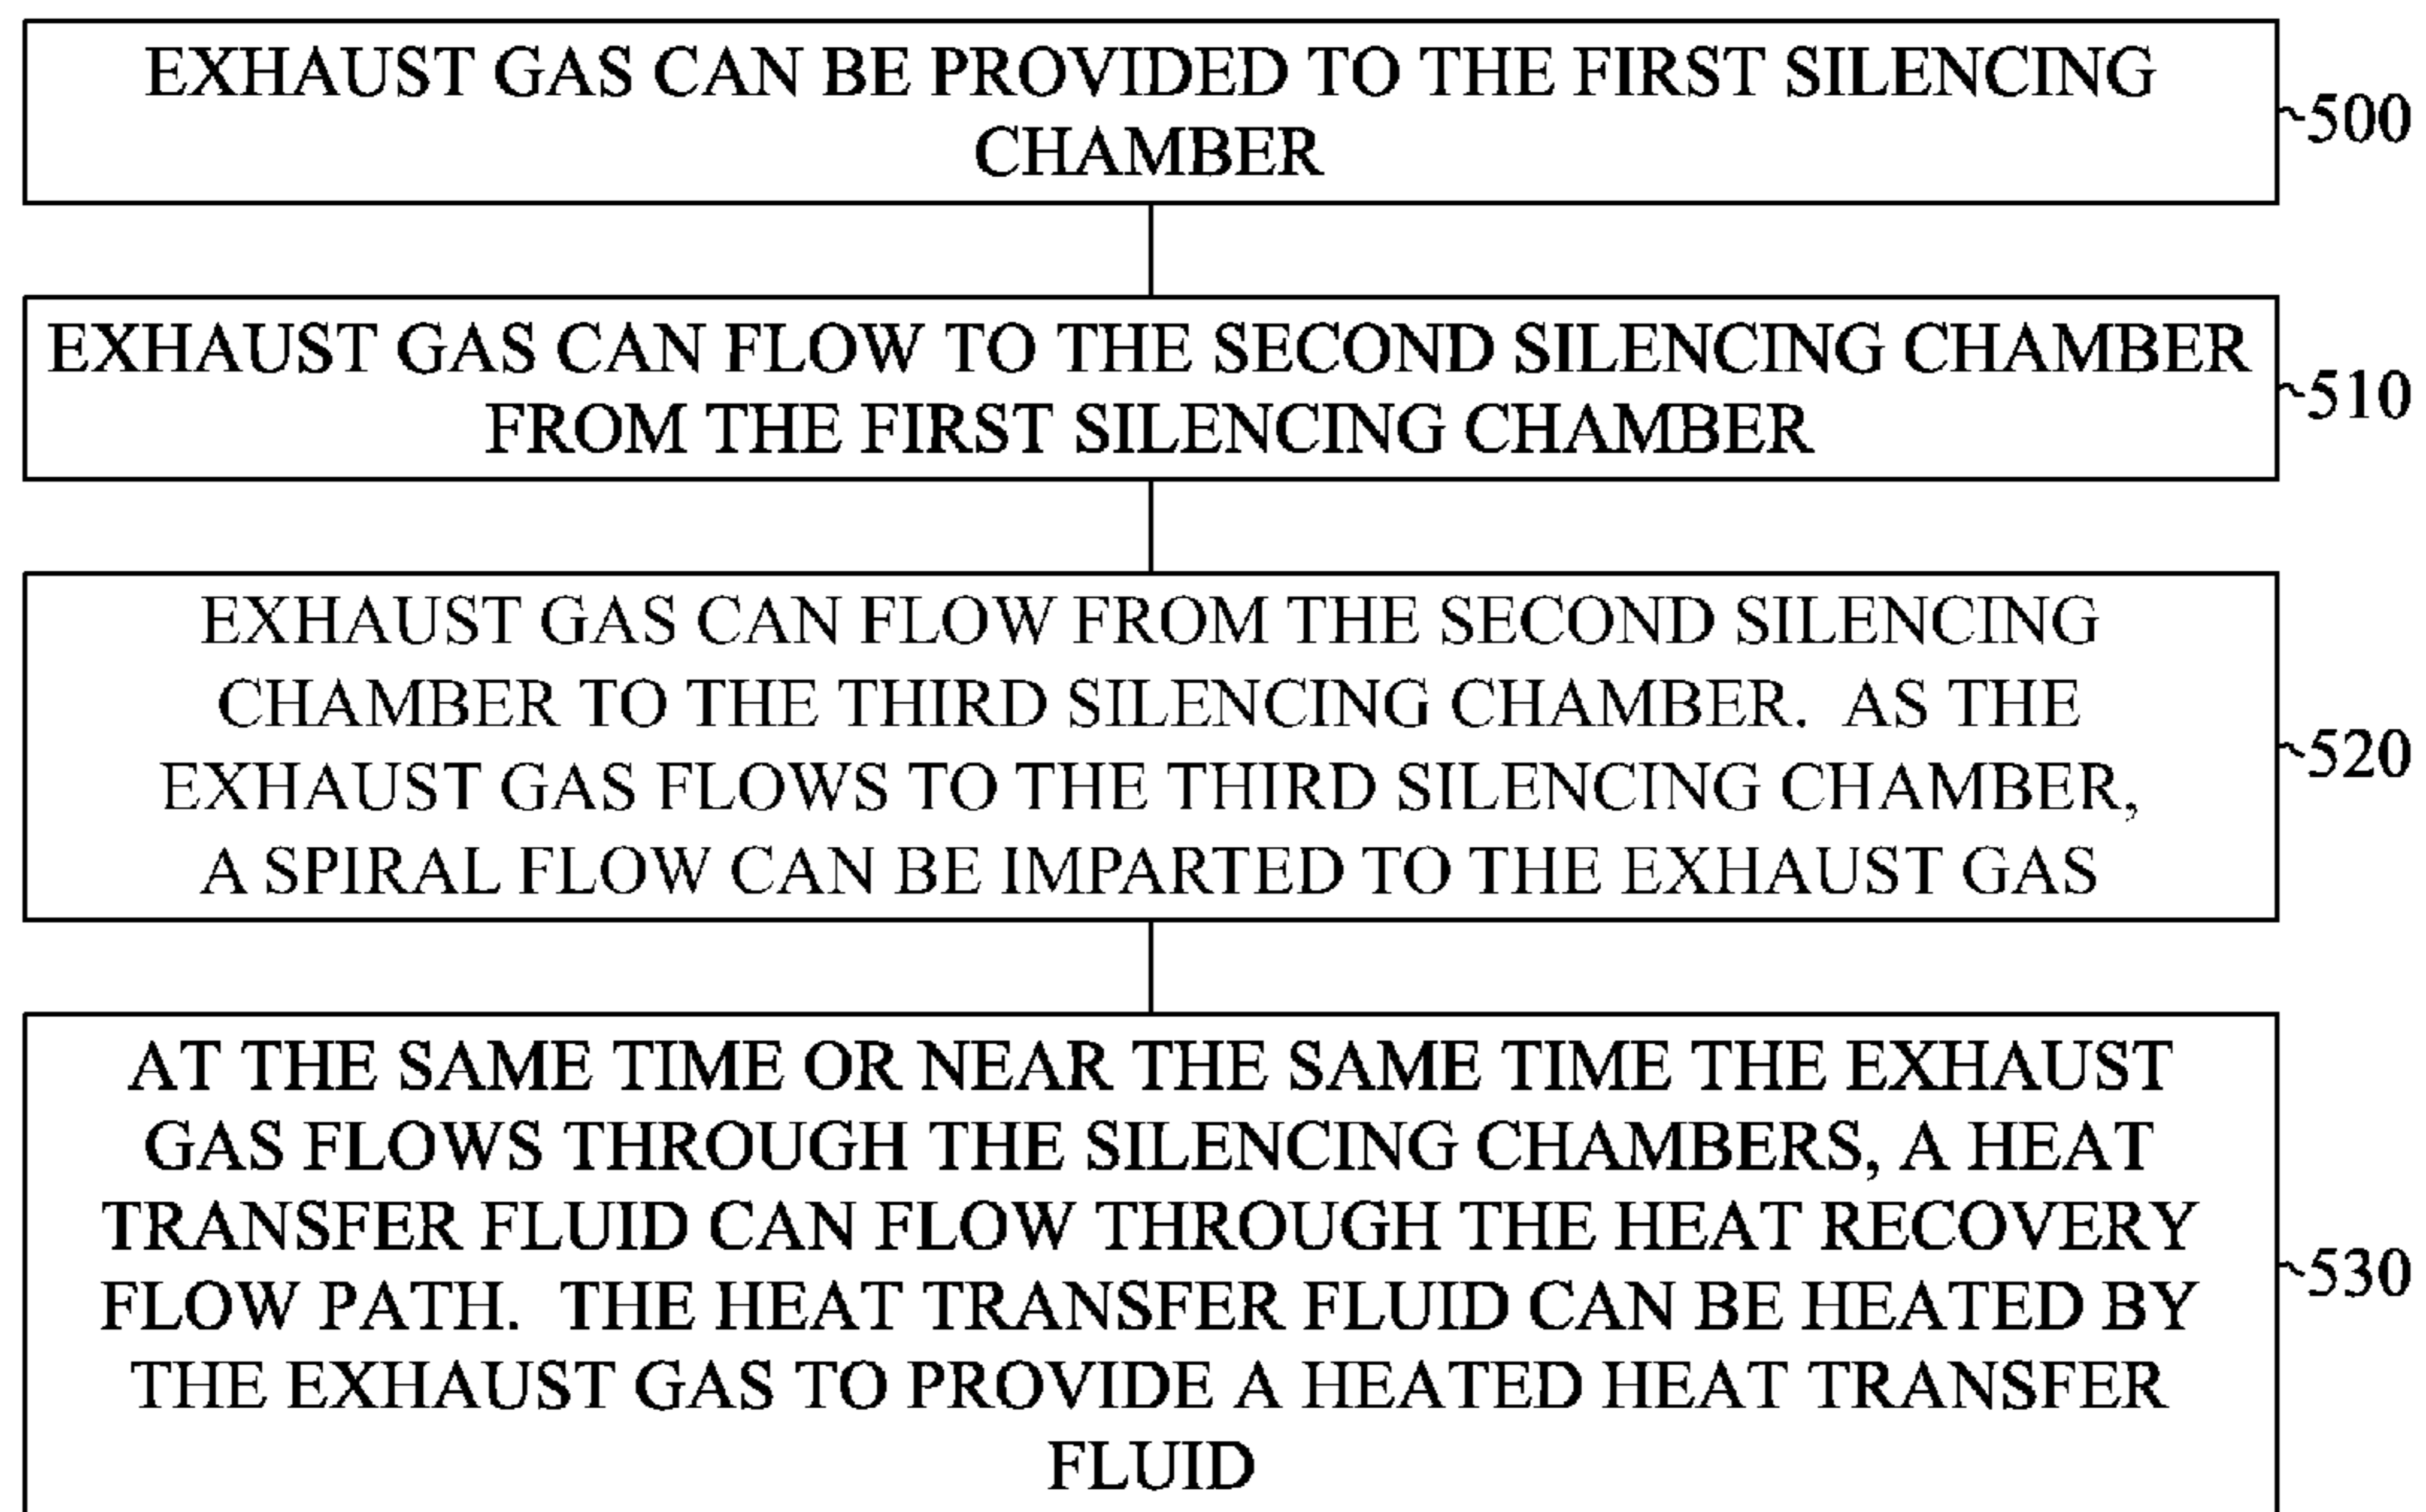 EXHAUST GAS CAN BE PROVIDED TO THE FIRST SILENCING
CHAMBER
~500
EXHAUST GAS CAN FLOW TO THE SECOND SILENCING CHAMBER
FROM THE FIRST SILENCING CHAMBER
~510
EXHAUST GAS CAN FLOW FROM THE SECOND SILENCING
CHAMBER TO THE THIRD SILENCING CHAMBER. AS THE
EXHAUST GAS FLOWS TO THE THIRD SILENCING CHAMBER,
A SPIRAL FLOW CAN BE IMPARTED TO THE EXHAUST GAS
~520
AT THE SAME TIME OR NEAR THE SAME TIME THE EXHAUST
GAS FLOWS THROUGH THE SILENCING CHAMBERS, A HEAT
TRANSFER FLUID CAN FLOW THROUGH THE HEAT RECOVERY
FLOW PATH. THE HEAT TRANSFER FLUID CAN BE HEATED BY
THE EXHAUST GAS TO PROVIDE A HEATED HEAT TRANSFER
FLUID
~530